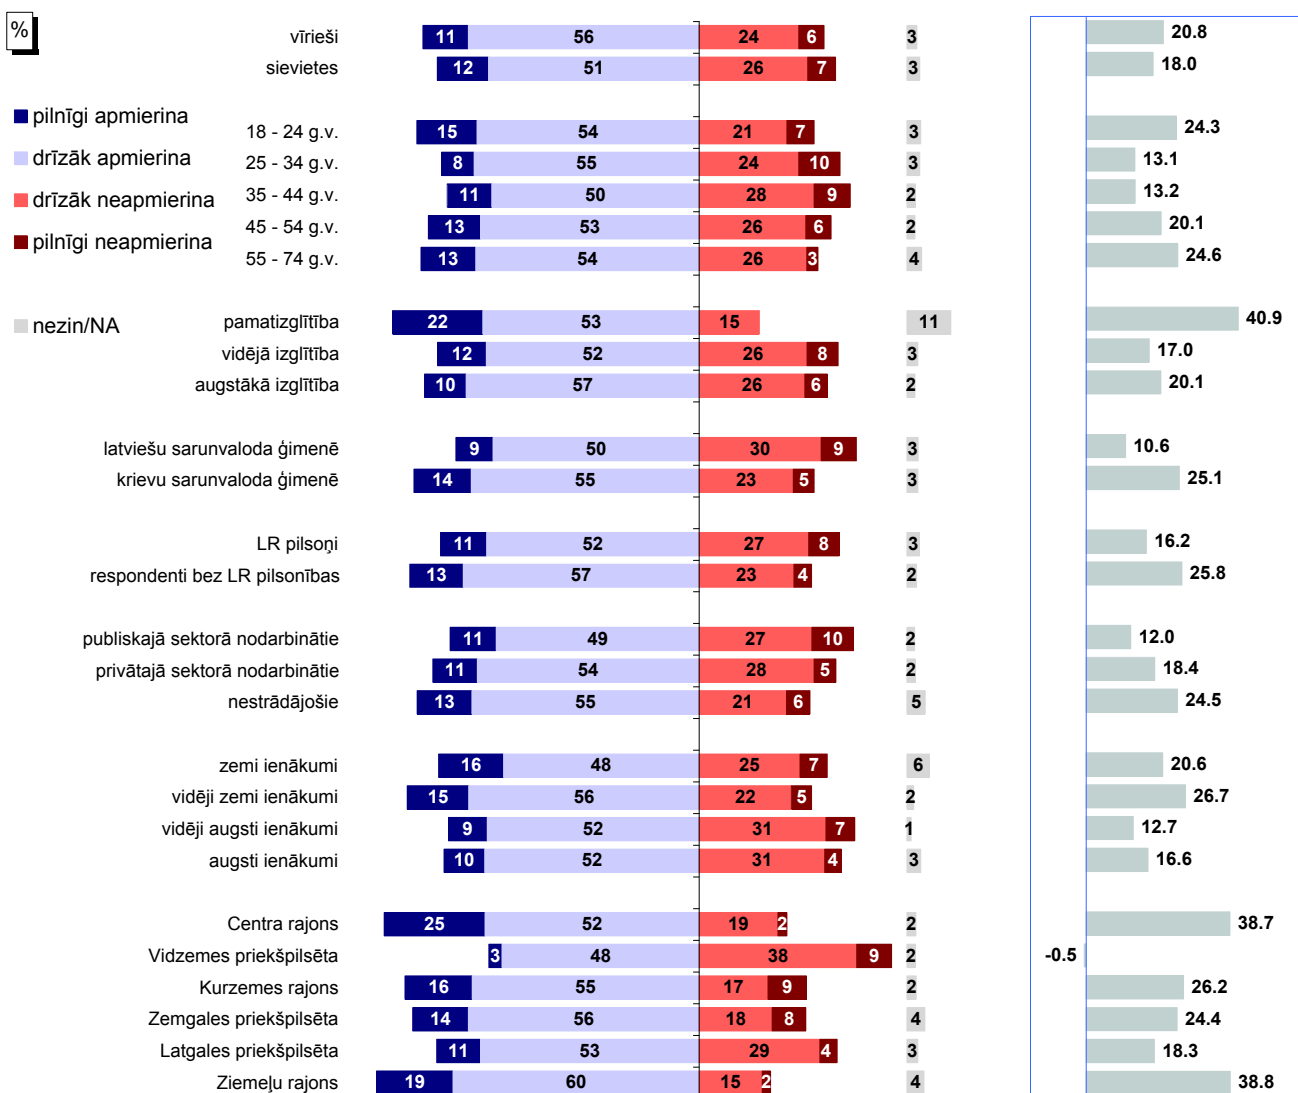 %
pilnīgi apmierina
drīzāk apmierina
drīzāk neapmierina
pilnīgi neapmierina
nezin/NA
vīrieši 11 56 24 6 3 20.8
sievietes 12 51 26 7 3 18.0
18 - 24 g.v. 15 54 21 7 3 24.3
25 - 34 g.v. 8 55 24 10 3 13.1
35 - 44 g.v. 11 50 28 9 2 13.2
45 - 54 g.v. 13 53 26 6 2 20.1
55 - 74 g.v. 13 54 26 3 4 24.6
pamatizglītība 22 53 15 11 40.9
vidējā izglītība 12 52 26 8 3 17.0
augstākā izglītība 10 57 26 6 2 20.1
latviešu sarunvaloda ģimenē 9 50 30 9 3 10.6
krievu sarunvaloda ģimenē 14 55 23 5 3 25.1
LR pilsoņi 11 52 27 8 3 16.2
respondenti bez LR pilsonības 13 57 23 4 2 25.8
publiskajā sektorā nodarbinātie 11 49 27 10 2 12.0
privātajā sektorā nodarbinātie 11 54 28 5 2 18.4
nestrādājošie 13 55 21 6 5 24.5
zemi ienākumi 16 48 25 7 6 20.6
vidēji zemi ienākumi 15 56 22 5 2 26.7
vidēji augsti ienākumi 9 52 31 7 1 12.7
augsti ienākumi 10 52 31 4 3 16.6
Centra rajons 25 52 19 2 2 38.7
Vidzemes priekšpilsēta 3 48 38 9 2 -0.5
Kurzemes rajons 16 55 17 9 2 26.2
Zemgales priekšpilsēta 14 56 18 8 4 24.4
Latgales priekšpilsēta 11 53 29 4 3 18.3
Ziemeļu rajons 19 60 15 2 4 38.8